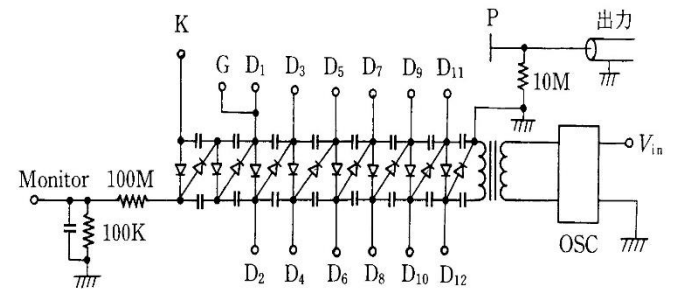 K
P
出力
G D₁ D₃ D₅ D₇ D₉ D₁₁
10M
Vin
Monitor 100M
100K
OSC
D₂ D₄ D₆ D₈ D₁₀ D₁₂